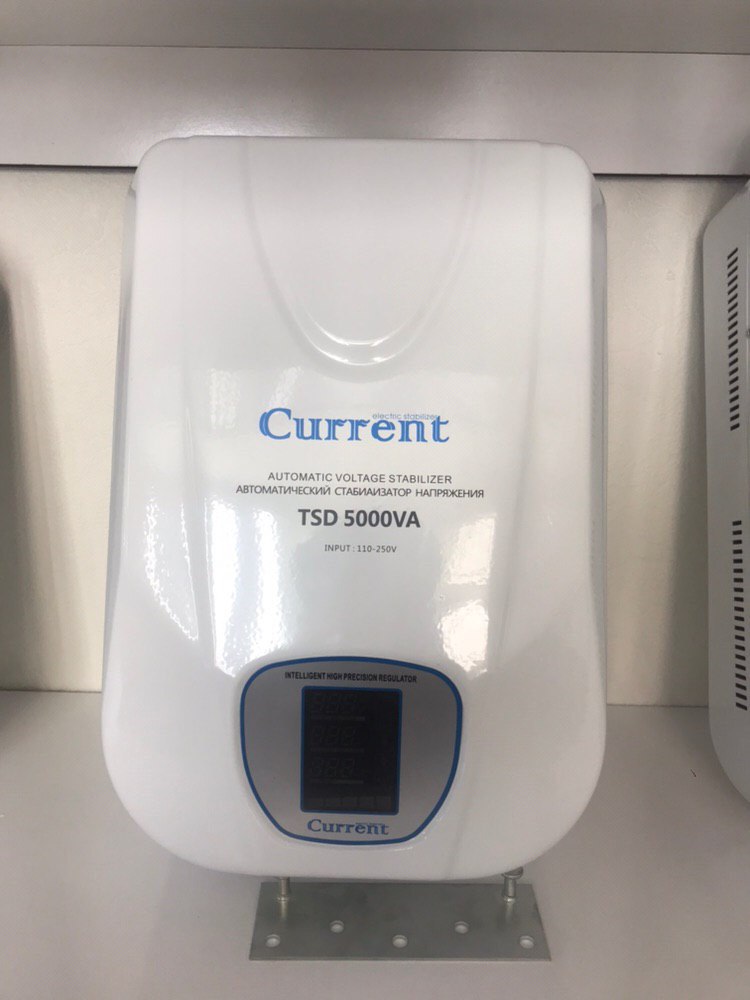 electric stabilizer
Current
AUTOMATIC VOLTAGE STABILIZER
АВТОМАТИЧЕСКИЙ СТАБИАИЗАТОР НАПРЯЖЕНИЯ
TSD 5000VA
INPUT : 110-250V
INTELLIGENT HIGH PRECISION REGULATOR
Current